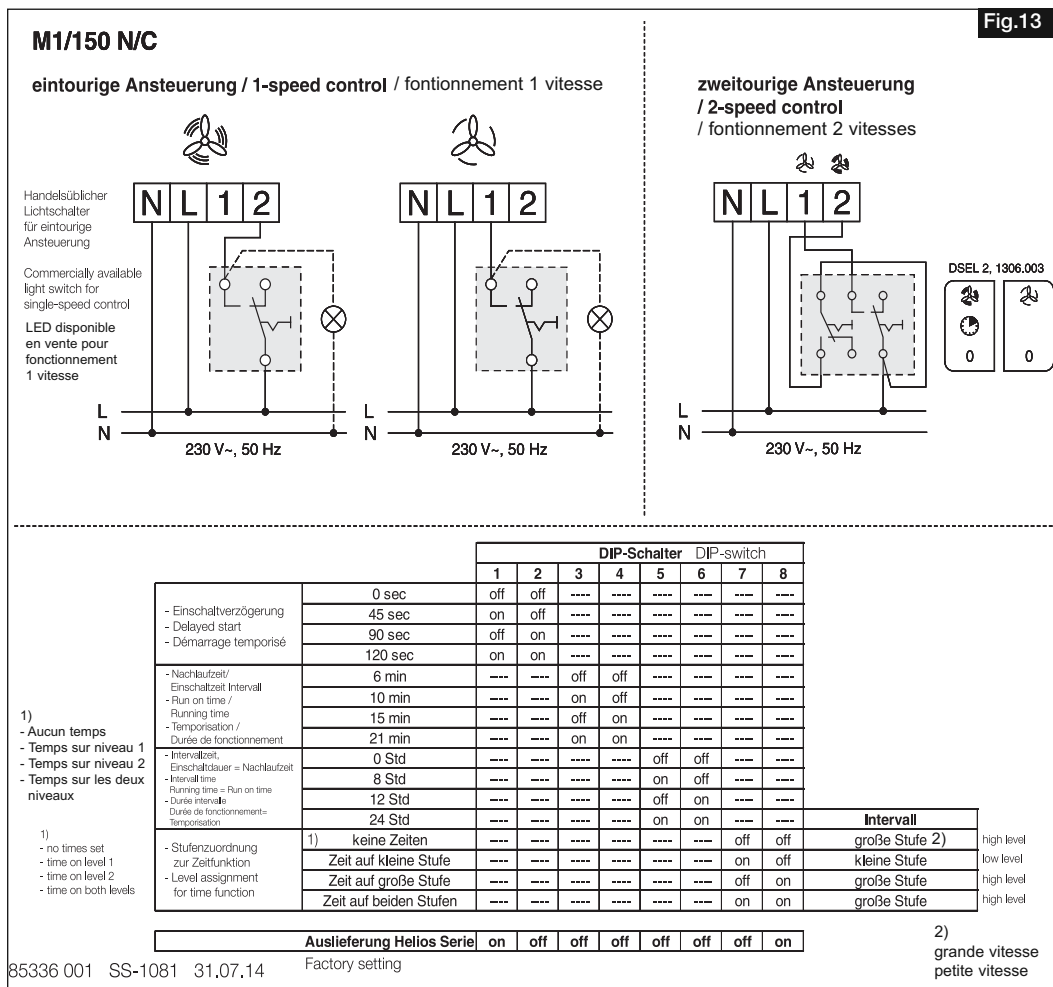 Fig.13
M1/150 N/C
eintourige Ansteuerung / 1-speed control / fontionnement 1 vitesse
zweitourige Ansteuerung
/ 2-speed control
/ fontionnement 2 vitesses
Handelsüblicher
Lichtschalter
für eintourige
Ansteuerung
Commercially available
light switch for
single-speed control
LED disponible
en vente pour
fonctionnement
1 vitesse
N L 1 2
L
N
230 V~, 50 Hz
N L 1 2
L
N
230 V~, 50 Hz
N L 1 2
L
N
230 V~, 50 Hz
DSEL 2, 1306.003
0 0
DIP-Schalter DIP-switch
1 2 3 4 5 6 7 8
- Einschaltverzögerung
- Delayed start
- Démarrage temporisé
0 sec off off ---- ---- ---- ---- ---- ----
45 sec on off ---- ---- ---- ---- ---- ----
90 sec off on ---- ---- ---- ---- ---- ----
120 sec on on ---- ---- ---- ---- ---- ----
- Nachlaufzeit/
Einschaltzeit Intervall
- Run on time /
Running time
- Temporisation /
Durée de fonctionnement
6 min ---- ---- off off ---- ---- ---- ----
10 min ---- ---- on off ---- ---- ---- ----
15 min ---- ---- off on ---- ---- ---- ----
21 min ---- ---- on on ---- ---- ---- ----
- Intervallzeit,
Einschaltdauer = Nachlaufzeit
- Intervall time
Running time = Run on time
- Durée intervalle
Durée de fonctionnement=
Temporisation
0 Std ---- ---- ---- ---- off off ---- ----
8 Std ---- ---- ---- ---- on off ---- ----
12 Std ---- ---- ---- ---- off on ---- ----
24 Std ---- ---- ---- ---- on on ---- ---- Intervall
- Stufenzuordnung
zur Zeitfunktion
- Level assignment
for time function
1) keine Zeiten ---- ---- ---- ---- ---- ---- off off große Stufe 2) high level
Zeit auf kleine Stufe ---- ---- ---- ---- ---- ---- on off kleine Stufe low level
Zeit auf große Stufe ---- ---- ---- ---- ---- ---- off on große Stufe high level
Zeit auf beiden Stufen ---- ---- ---- ---- ---- ---- on on große Stufe high level
1)
- Aucun temps
- Temps sur niveau 1
- Temps sur niveau 2
- Temps sur les deux
niveaux
1)
- no times set
- time on level 1
- time on level 2
- time on both levels
Auslieferung Helios Serie on off off off off off off on
Factory setting
2)
grande vitesse
petite vitesse
85336 001 SS-1081 31.07.14